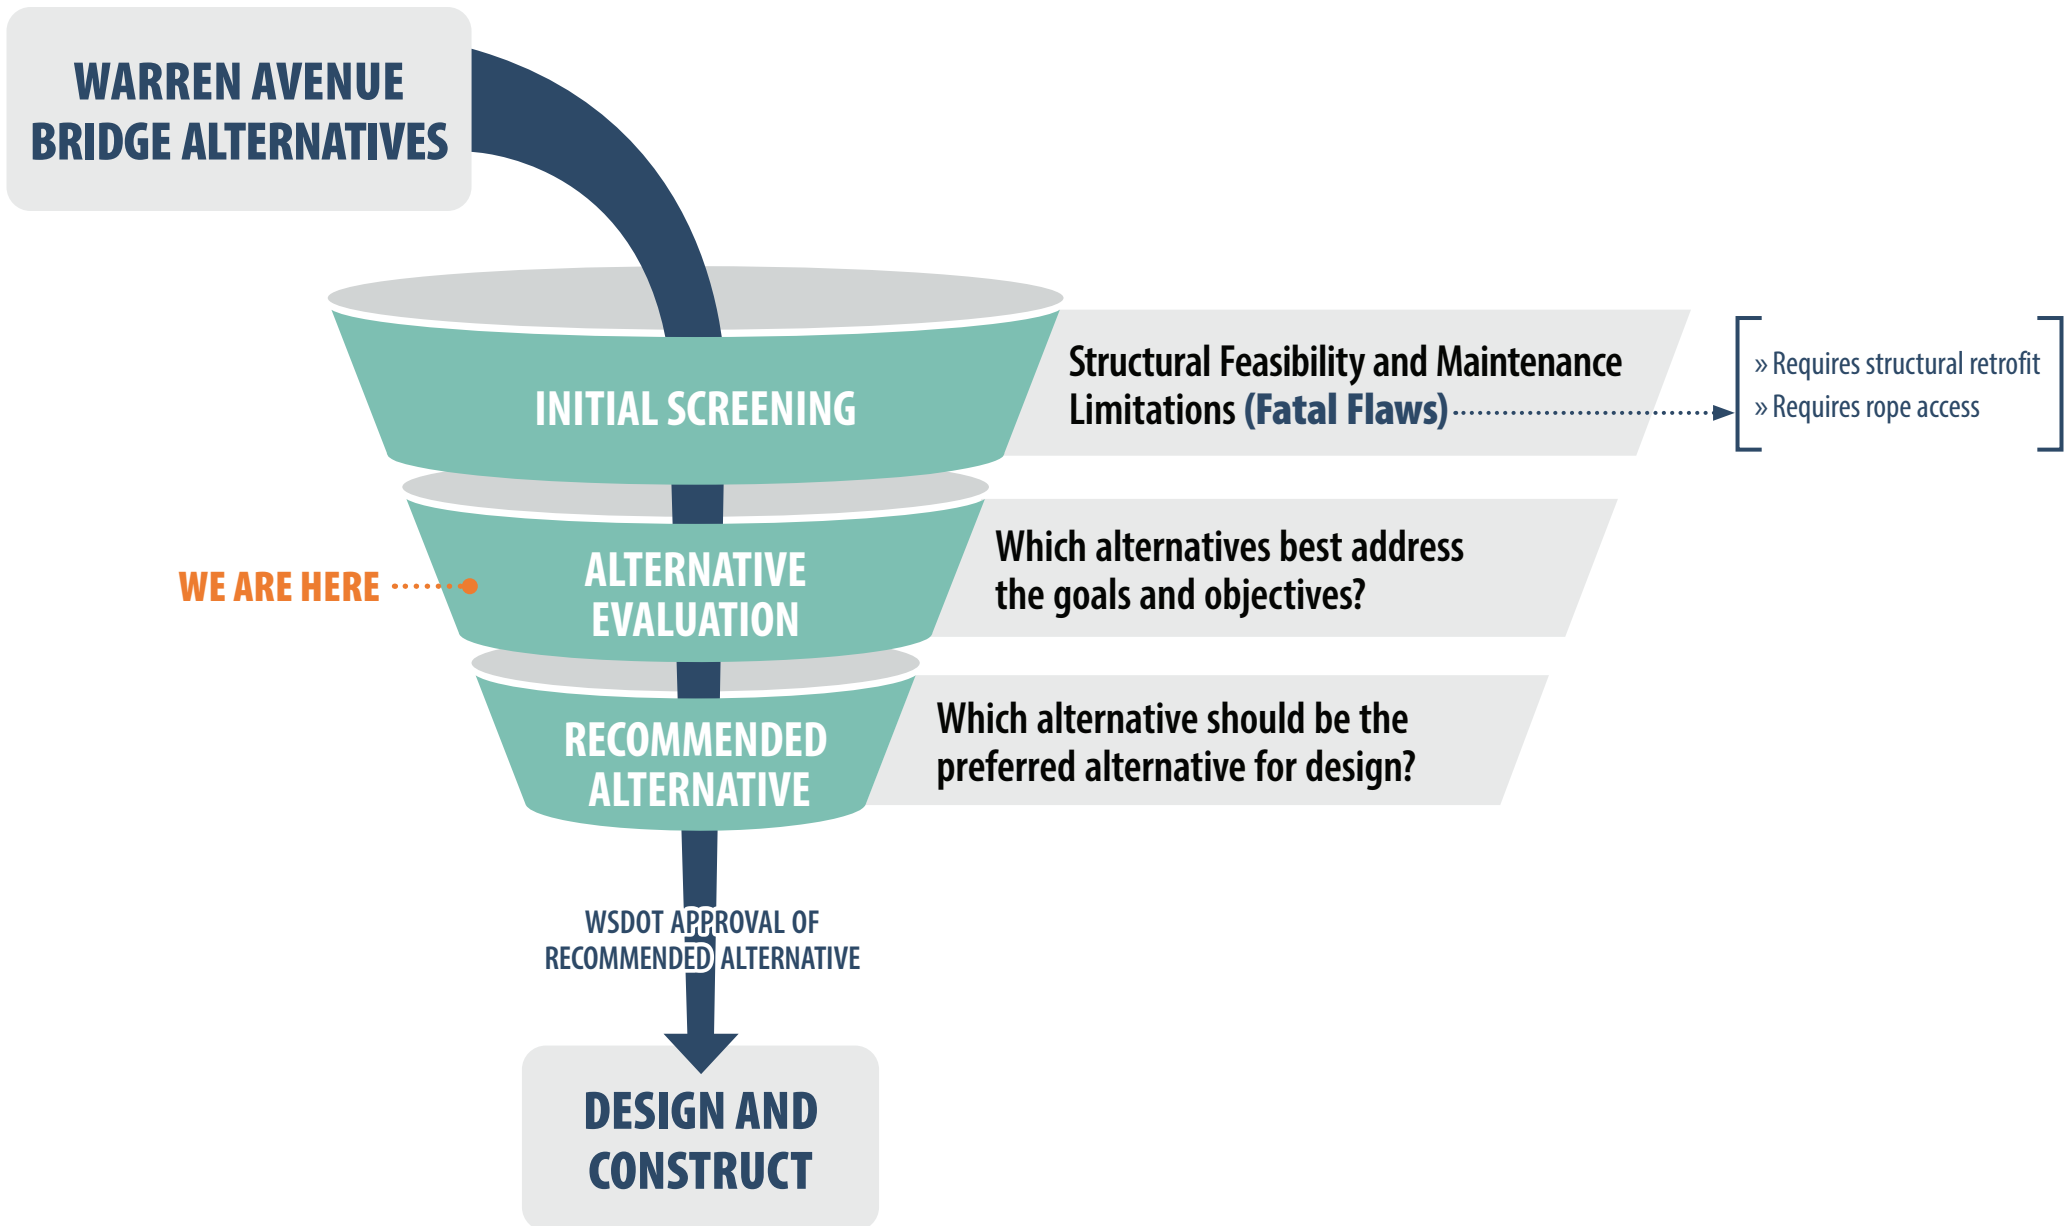 WARREN AVENUE
BRIDGE ALTERNATIVES
INITIAL SCREENING
Structural Feasibility and Maintenance
Limitations (Fatal Flaws)
» Requires structural retrofit
» Requires rope access
WE ARE HERE
ALTERNATIVE
EVALUATION
Which alternatives best address
the goals and objectives?
RECOMMENDED
ALTERNATIVE
Which alternative should be the
preferred alternative for design?
WSDOT APPROVAL OF
RECOMMENDED ALTERNATIVE
DESIGN AND
CONSTRUCT